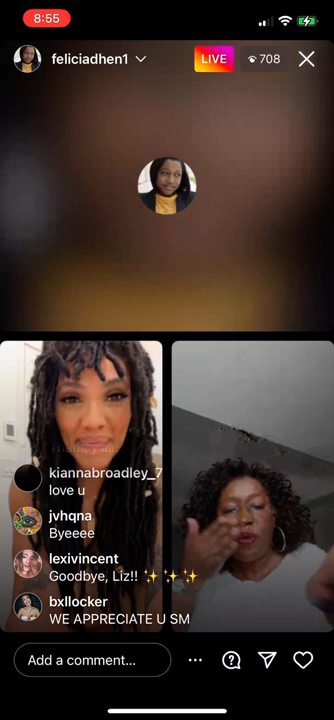 8:55
feliciadhen1
LIVE
708
kiannabroadley_7
love u
jvhqna
Byeeee
lexivincent
Goodbye, Liz!! ✨✨✨
bxllocker
WE APPRECIATE U SM
Add a comment...